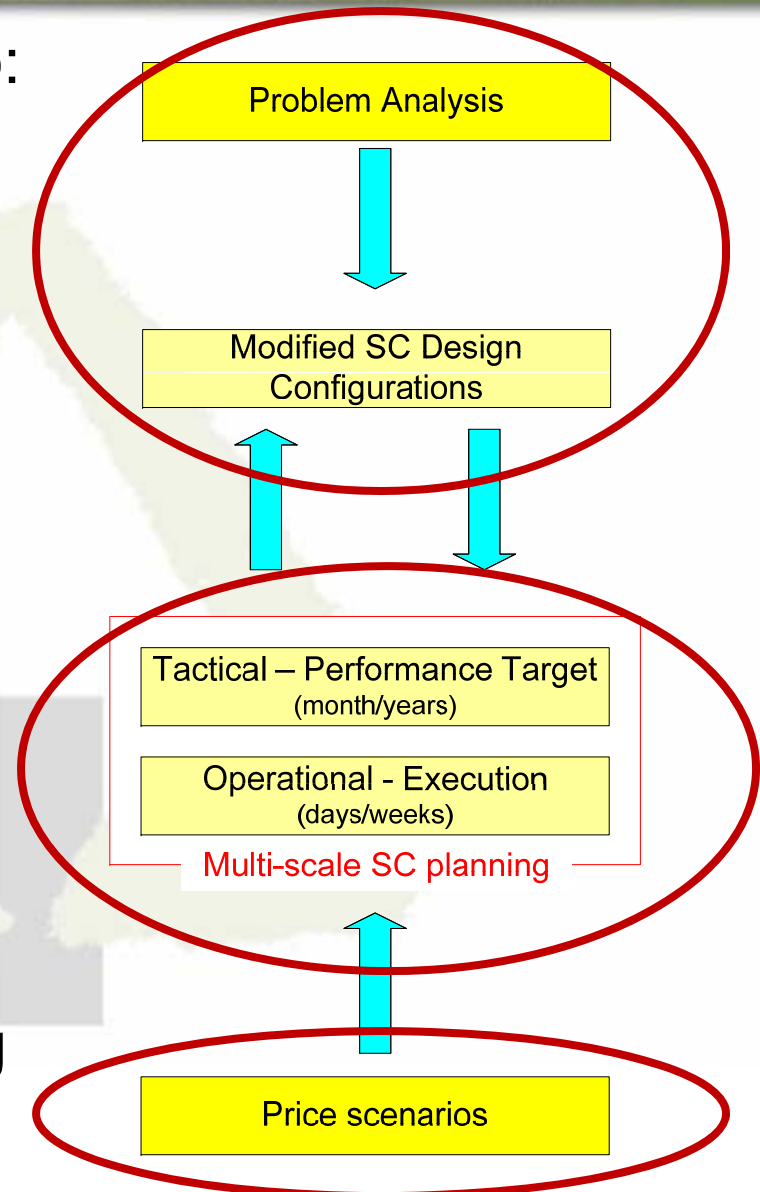 :
Problem Analysis
Modified SC Design
Configurations
Tactical – Performance Target
(month/years)
Operational - Execution
(days/weeks)
Multi-scale SC planning
Price scenarios